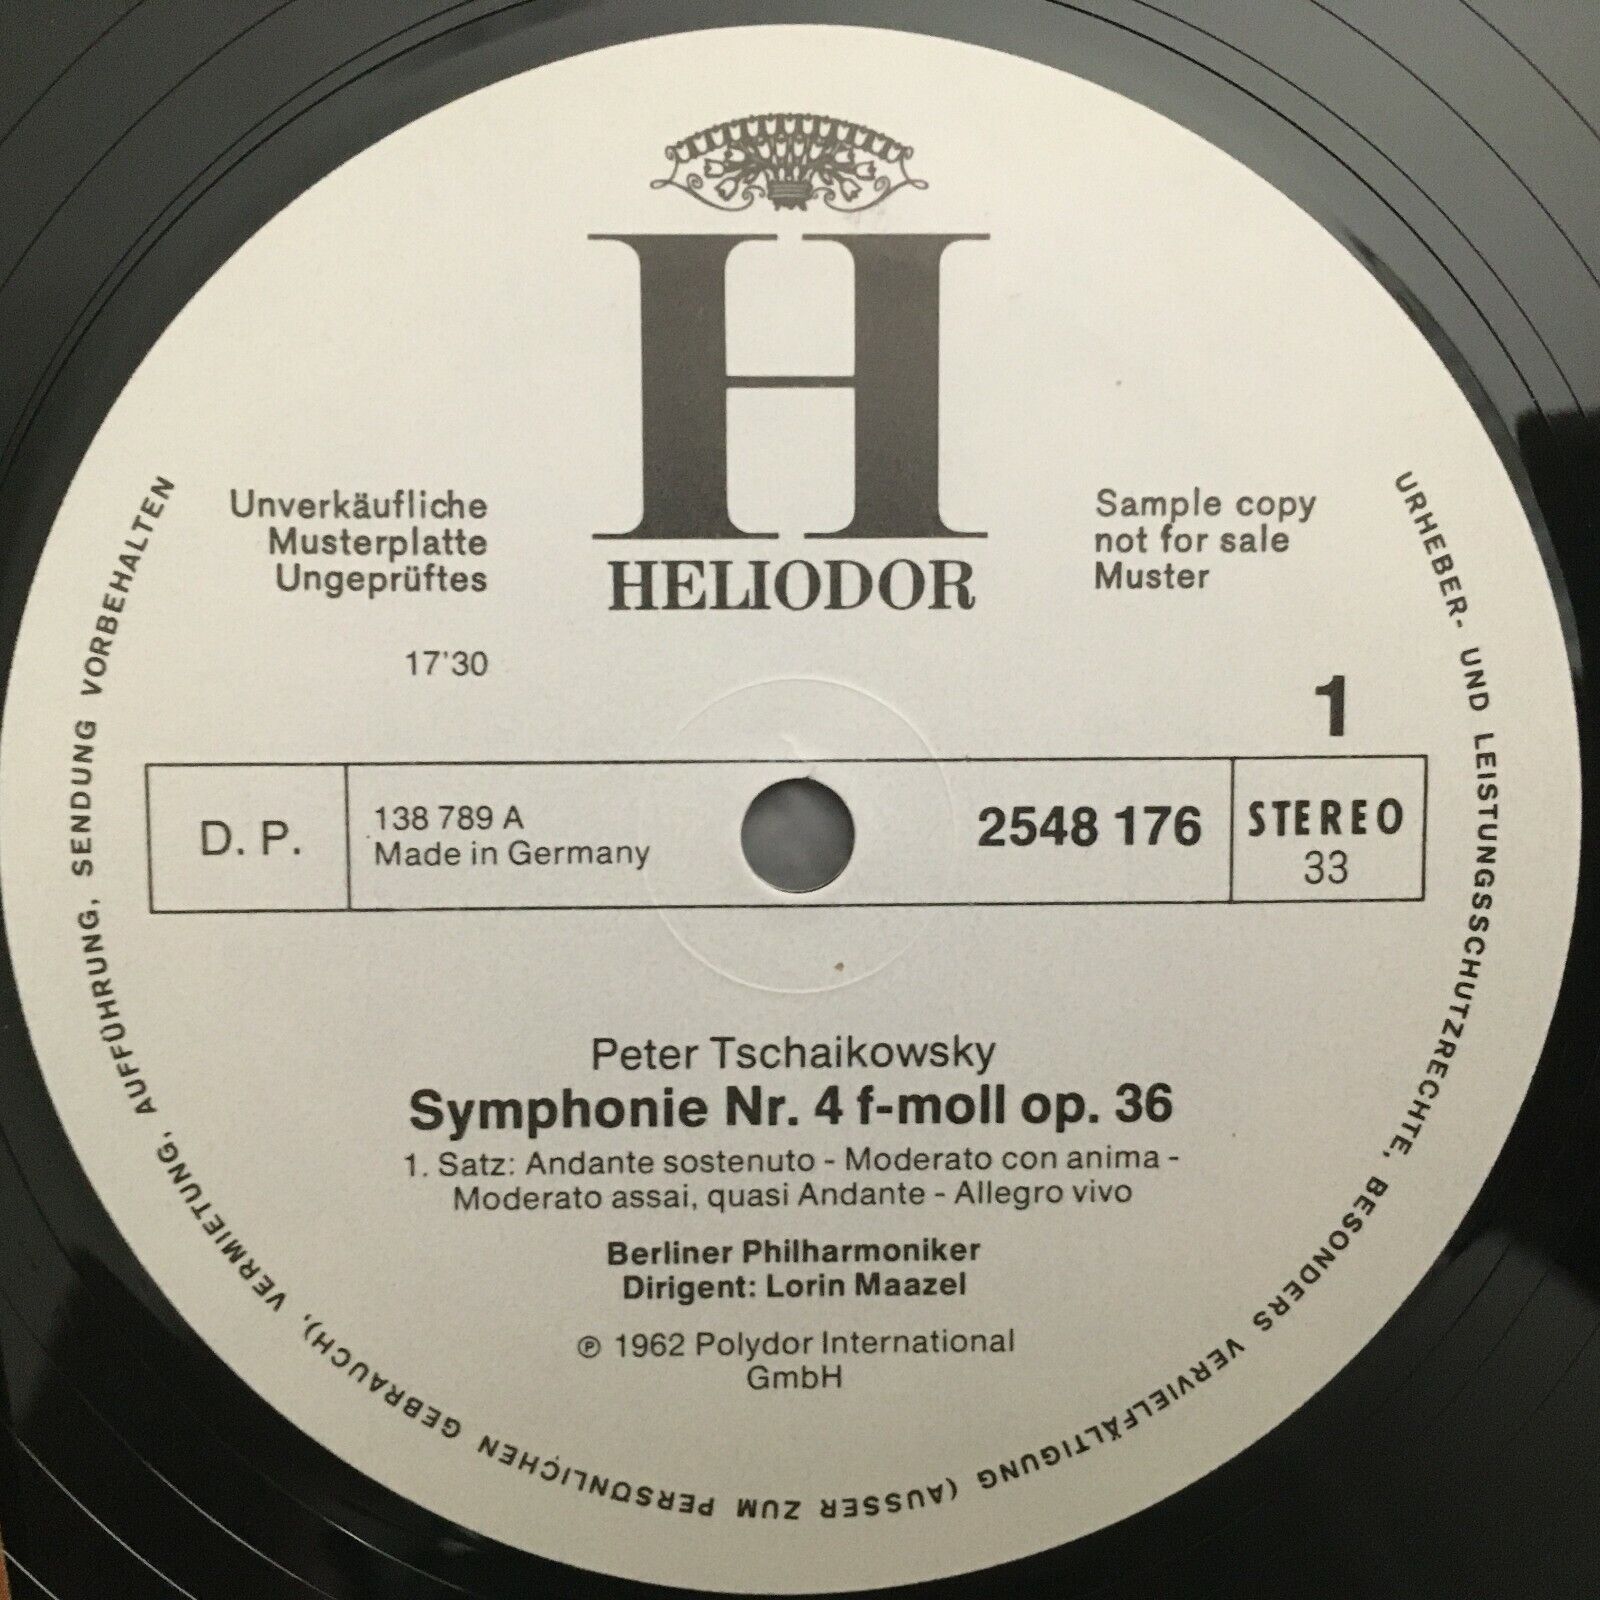 H
HELIODOR
Unverkäufliche
Musterplatte
Ungeprüftes
Sample copy
not for sale
Muster
17'30
1
D. P.
138 789 A
Made in Germany
2548 176
STEREO
33
Peter Tschaikowsky
Symphonie Nr. 4 f-moll op. 36
1. Satz: Andante sostenuto - Moderato con anima -
Moderato assai, quasi Andante - Allegro vivo
Berliner Philharmoniker
Dirigent: Lorin Maazel
℗ 1962 Polydor International
GmbH
URHEBER- UND LEISTUNGSSCHUTZRECHTE, BESONDERS VERVIELFÄLTIGUNG (AUSSER ZUM PERSÖNLICHEN GEBRAUCH), VERMIETUNG, AUFFÜHRUNG, SENDUNG VORBEHALTEN